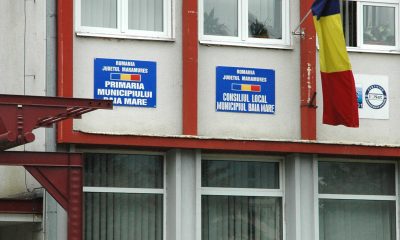 ROMANIA
JUDETUL MARAMURES
PRIMARIA
MUNICIPIULUI
BAIA MARE
ROMANIA
JUDETUL MARAMURES
CONSILIUL LOCAL
MUNICIPIUL BAIA MARE